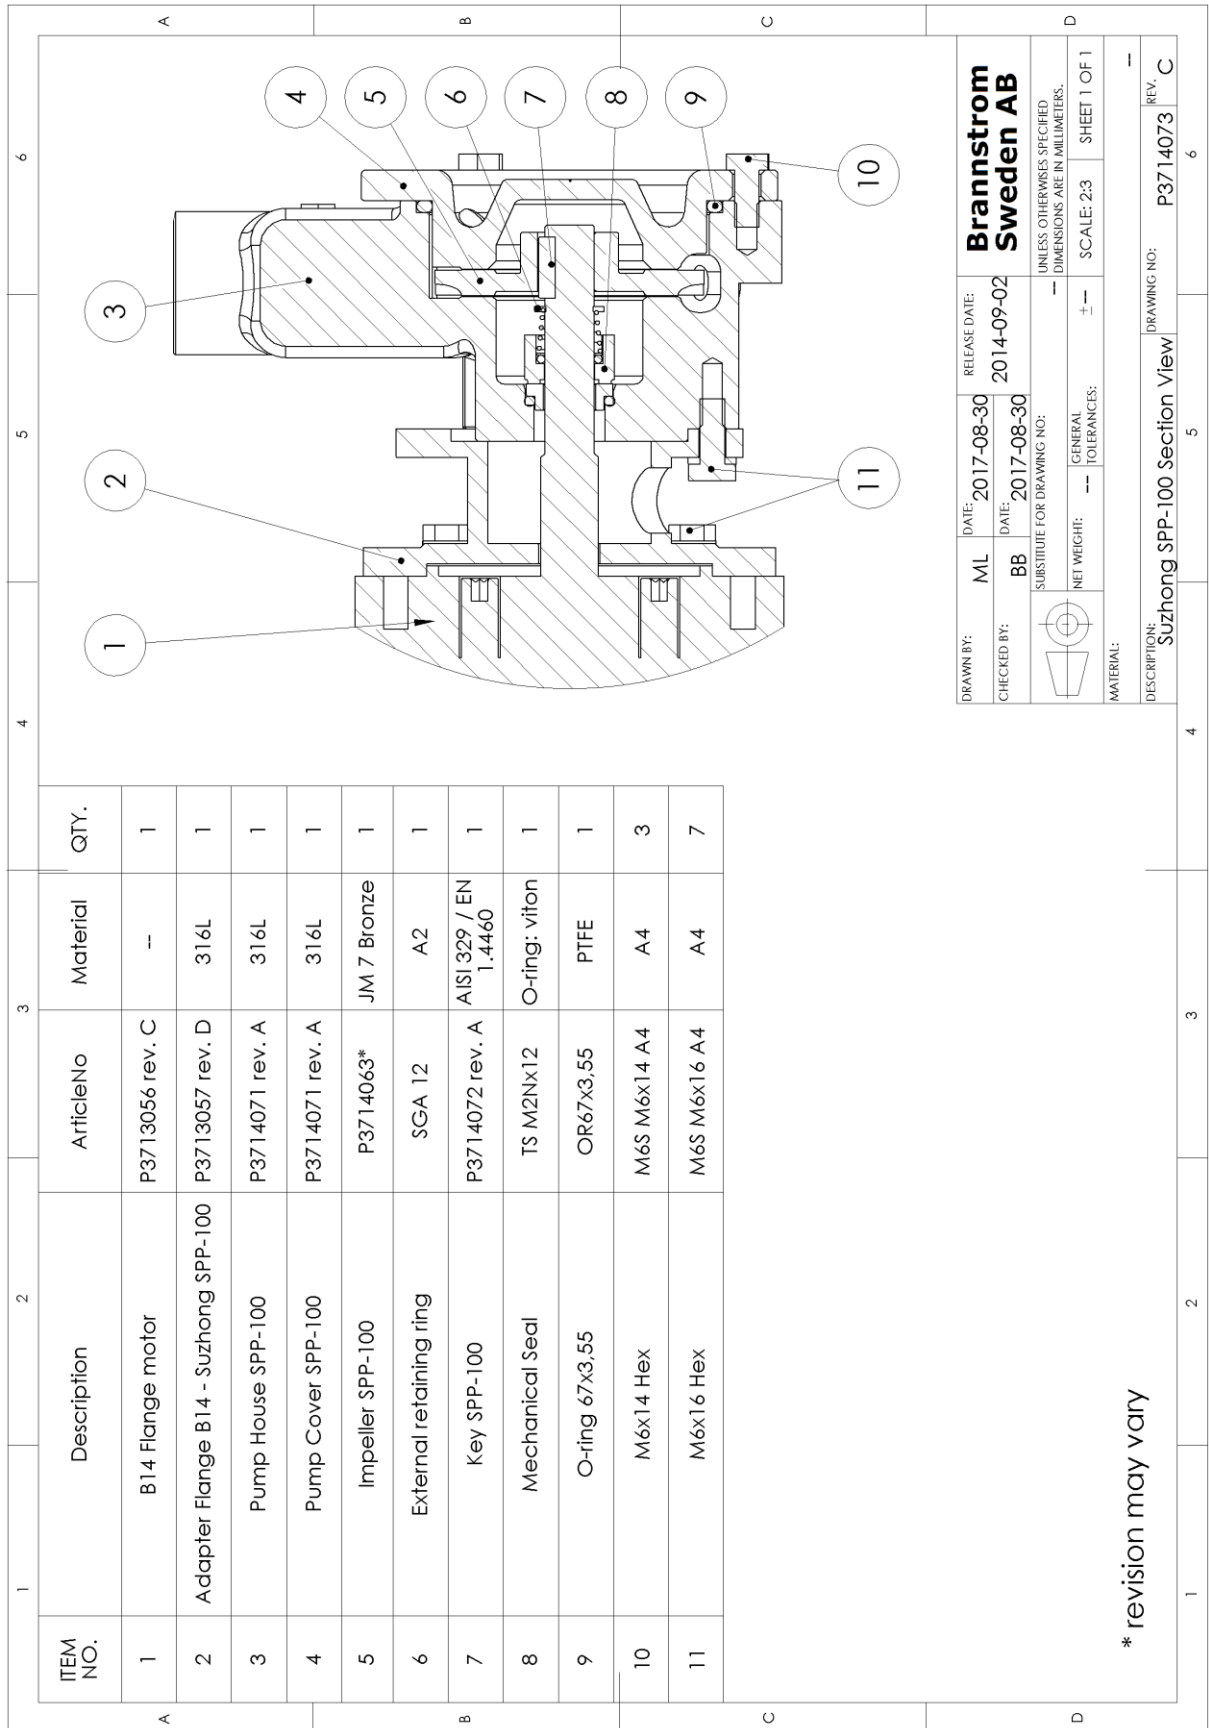 1 2 3 4 5 6
A
B
C
D
ITEM NO. Description ArticleNo Material QTY.
1 B14 Flange motor P3713056 rev. C -- 1
2 Adapter Flange B14 - Suzhong SPP-100 P3713057 rev. D 316L 1
3 Pump House SPP-100 P3714071 rev. A 316L 1
4 Pump Cover SPP-100 P3714071 rev. A 316L 1
5 Impeller SPP-100 P3714063* JM 7 Bronze 1
6 External retaining ring SGA 12 A2 1
7 Key SPP-100 P3714072 rev. A AISI 329 / EN 1.4460 1
8 Mechanical Seal TS M2Nx12 O-ring: viton 1
9 O-ring 67x3,55 OR67x3,55 PTFE 1
10 M6x14 Hex M6S M6x14 A4 A4 3
11 M6x16 Hex M6S M6x16 A4 A4 7
1
2
3
4
5
6
7
8
9
10
11
* revision may vary
DRAWN BY: ML DATE: 2017-08-30 RELEASE DATE: 2014-09-02
CHECKED BY: BB DATE: 2017-08-30
Brannstrom
Sweden AB
SUBSTITUTE FOR DRAWING NO: --
UNLESS OTHERWISES SPECIFIED
DIMENSIONS ARE IN MILLIMETERS.
NET WEIGHT: -- GENERAL TOLERANCES: ±-- SCALE: 2:3 SHEET 1 OF 1
MATERIAL: --
DESCRIPTION: Suzhong SPP-100 Section View DRAWING NO: P3714073 REV. C
A
B
C
D
1 2 3 4 5 6